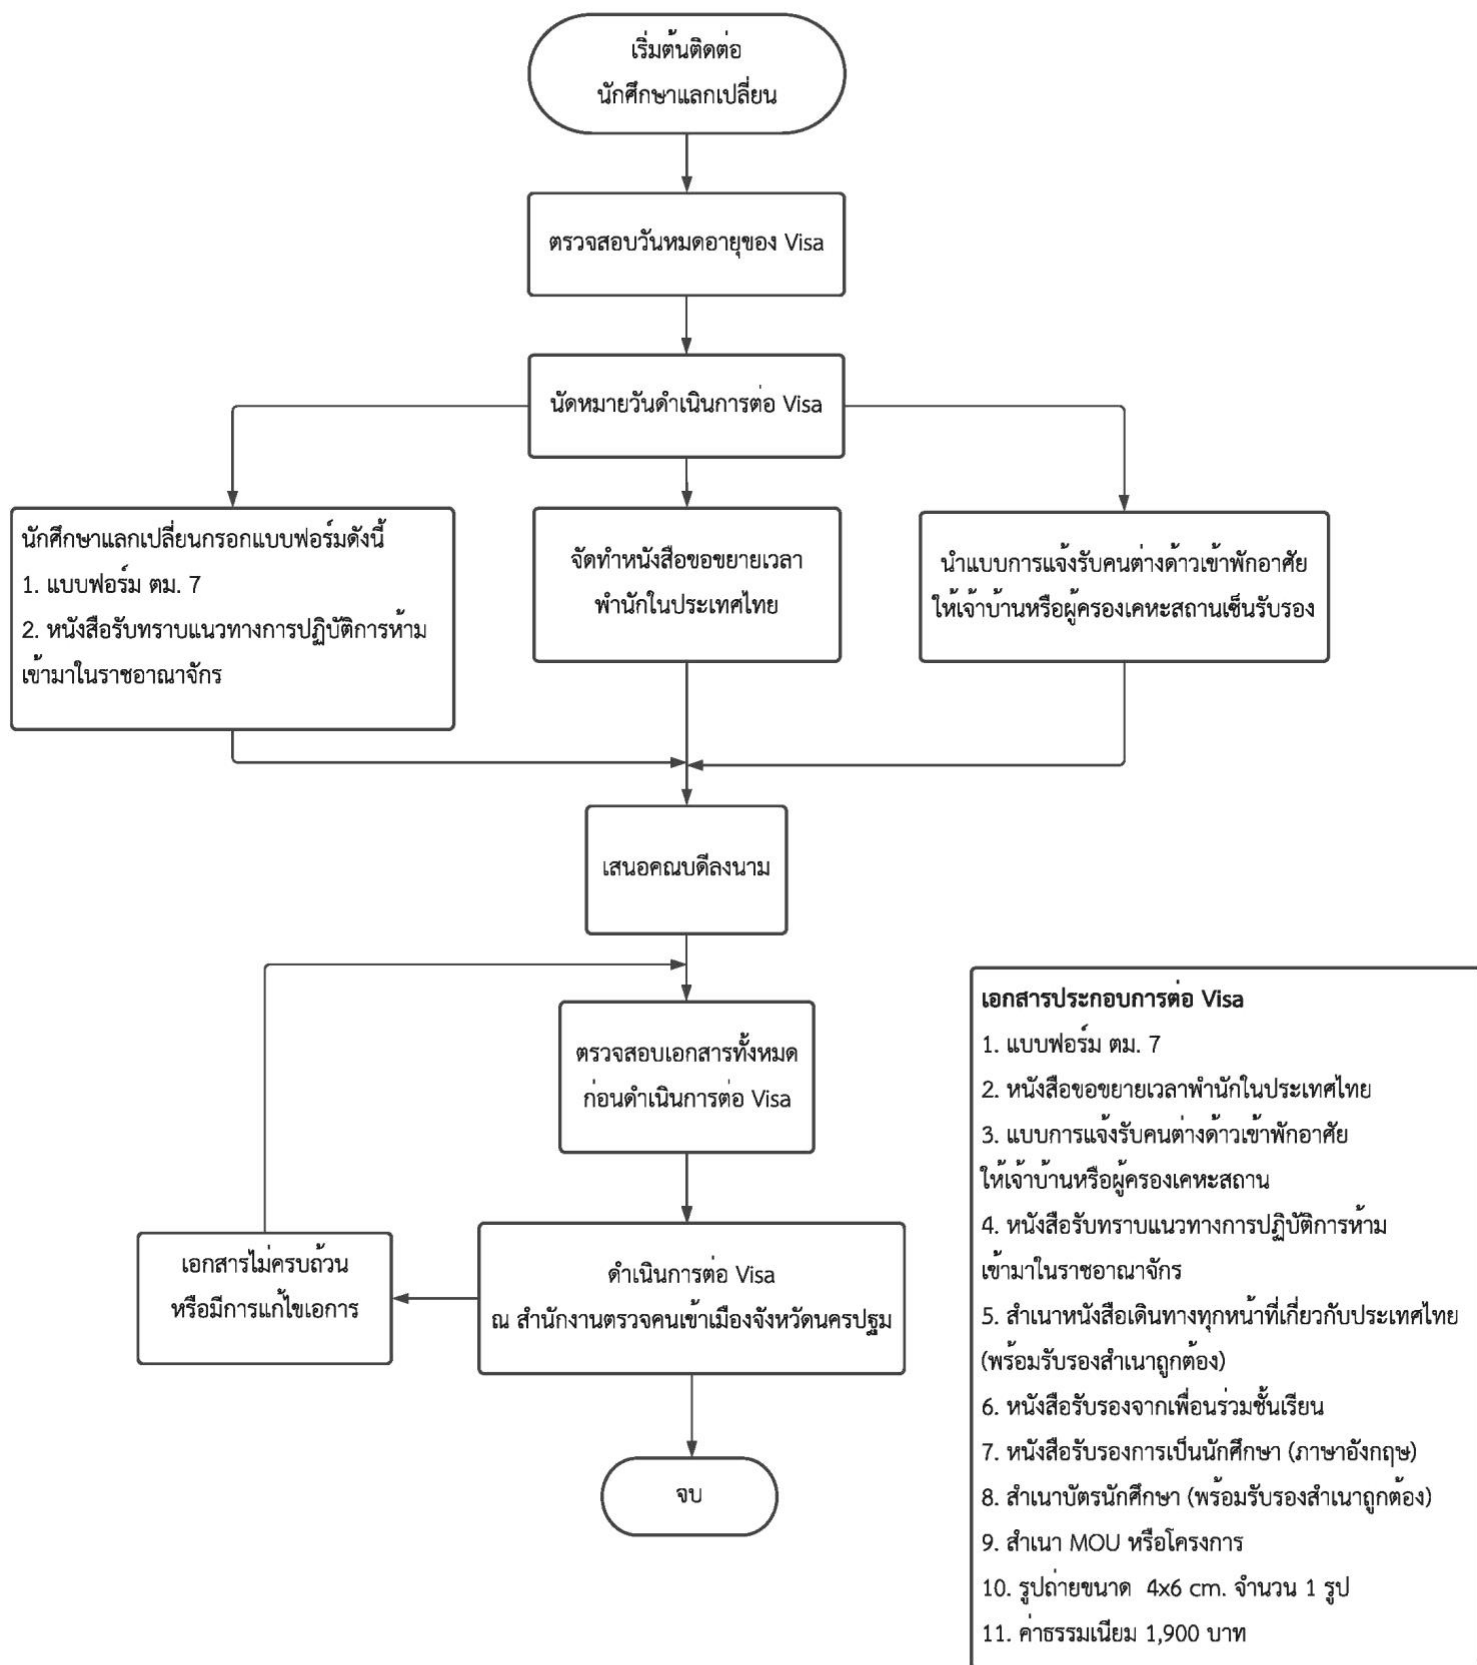 เริ่มต้นติดต่อ
นักศึกษาแลกเปลี่ยน
ตรวจสอบวันหมดอายุของ Visa
นัดหมายวันดำเนินการต่อ Visa
นักศึกษาแลกเปลี่ยนกรอกแบบฟอร์มดังนี้
1. แบบฟอร์ม ตม. 7
2. หนังสือรับทราบแนวทางการปฏิบัติการห้าม
เข้ามาในราชอาณาจักร
จัดทำหนังสือขอขยายเวลา
พำนักในประเทศไทย
นำแบบการแจ้งรับคนต่างด้าวเข้าพักอาศัย
ให้เจ้าบ้านหรือผู้ครองเคหะสถานเซ็นรับรอง
เสนอคณบดีลงนาม
ตรวจสอบเอกสารทั้งหมด
ก่อนดำเนินการต่อ Visa
เอกสารไม่ครบถ้วน
หรือมีการแก้ไขเอการ
ดำเนินการต่อ Visa
ณ สำนักงานตรวจคนเข้าเมืองจังหวัดนครปฐม
จบ
เอกสารประกอบการต่อ Visa
1. แบบฟอร์ม ตม. 7
2. หนังสือขอขยายเวลาพำนักในประเทศไทย
3. แบบการแจ้งรับคนต่างด้าวเข้าพักอาศัย
ให้เจ้าบ้านหรือผู้ครองเคหะสถาน
4. หนังสือรับทราบแนวทางการปฏิบัติการห้าม
เข้ามาในราชอาณาจักร
5. สำเนาหนังสือเดินทางทุกหน้าที่เกี่ยวกับประเทศไทย
(พร้อมรับรองสำเนาถูกต้อง)
6. หนังสือรับรองจากเพื่อนร่วมชั้นเรียน
7. หนังสือรับรองการเป็นนักศึกษา (ภาษาอังกฤษ)
8. สำเนาบัตรนักศึกษา (พร้อมรับรองสำเนาถูกต้อง)
9. สำเนา MOU หรือโครงการ
10. รูปถ่ายขนาด 4x6 cm. จำนวน 1 รูป
11. ค่าธรรมเนียม 1,900 บาท